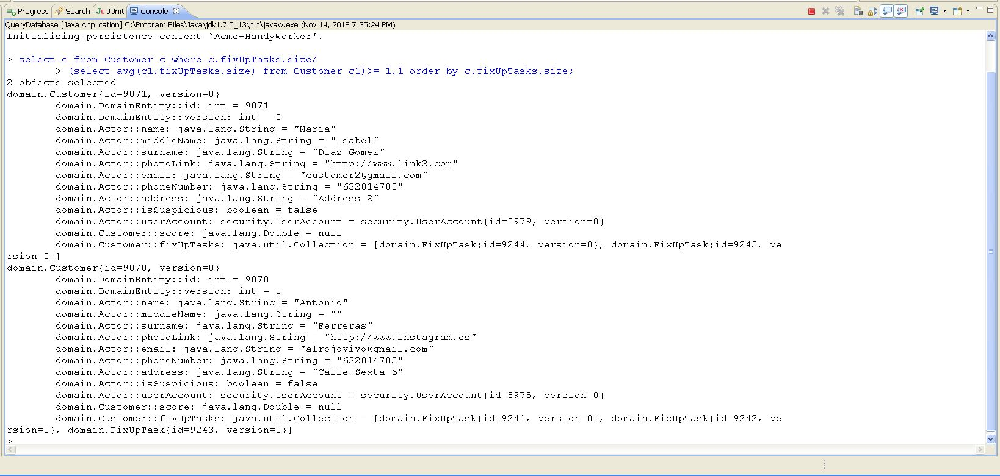 Progress Search JUnit Console
QueryDatabase [Java Application] C:\Program Files\Java\jdk1.7.0_13\bin\javaw.exe (Nov 14, 2018 7:35:24 PM)
Initialising persistence context `Acme-HandyWorker'.
> select c from Customer c where c.fixUpTasks.size/
> (select avg(c1.fixUpTasks.size) from Customer c1)>= 1.1 order by c.fixUpTasks.size;
2 objects selected
domain.Customer{id=9071, version=0}
domain.DomainEntity::id: int = 9071
domain.DomainEntity::version: int = 0
domain.Actor::name: java.lang.String = "Maria"
domain.Actor::middleName: java.lang.String = "Isabel"
domain.Actor::surname: java.lang.String = "Diaz Gomez"
domain.Actor::photoLink: java.lang.String = "http://www.link2.com"
domain.Actor::email: java.lang.String = "customer2@gmail.com"
domain.Actor::phoneNumber: java.lang.String = "632014700"
domain.Actor::address: java.lang.String = "Address 2"
domain.Actor::isSuspicious: boolean = false
domain.Actor::userAccount: security.UserAccount = security.UserAccount{id=8979, version=0}
domain.Customer::score: java.lang.Double = null
domain.Customer::fixUpTasks: java.util.Collection = [domain.FixUpTask{id=9244, version=0}, domain.FixUpTask{id=9245, ve
rsion=0}]
domain.Customer{id=9070, version=0}
domain.DomainEntity::id: int = 9070
domain.DomainEntity::version: int = 0
domain.Actor::name: java.lang.String = "Antonio"
domain.Actor::middleName: java.lang.String = ""
domain.Actor::surname: java.lang.String = "Ferreras"
domain.Actor::photoLink: java.lang.String = "http://www.instagram.es"
domain.Actor::email: java.lang.String = "alrojovivo@gmail.com"
domain.Actor::phoneNumber: java.lang.String = "632014785"
domain.Actor::address: java.lang.String = "Calle Sexta 6"
domain.Actor::isSuspicious: boolean = false
domain.Actor::userAccount: security.UserAccount = security.UserAccount{id=8975, version=0}
domain.Customer::score: java.lang.Double = null
domain.Customer::fixUpTasks: java.util.Collection = [domain.FixUpTask{id=9241, version=0}, domain.FixUpTask{id=9242, ve
rsion=0}, domain.FixUpTask{id=9243, version=0}]
>